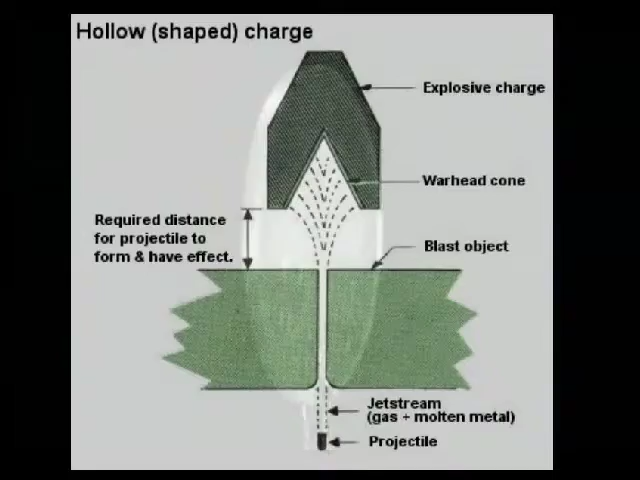 Hollow (shaped) charge
Explosive charge
Warhead cone
Required distance
for projectile to
form & have effect.
Blast object
Jetstream
(gas + molten metal)
Projectile